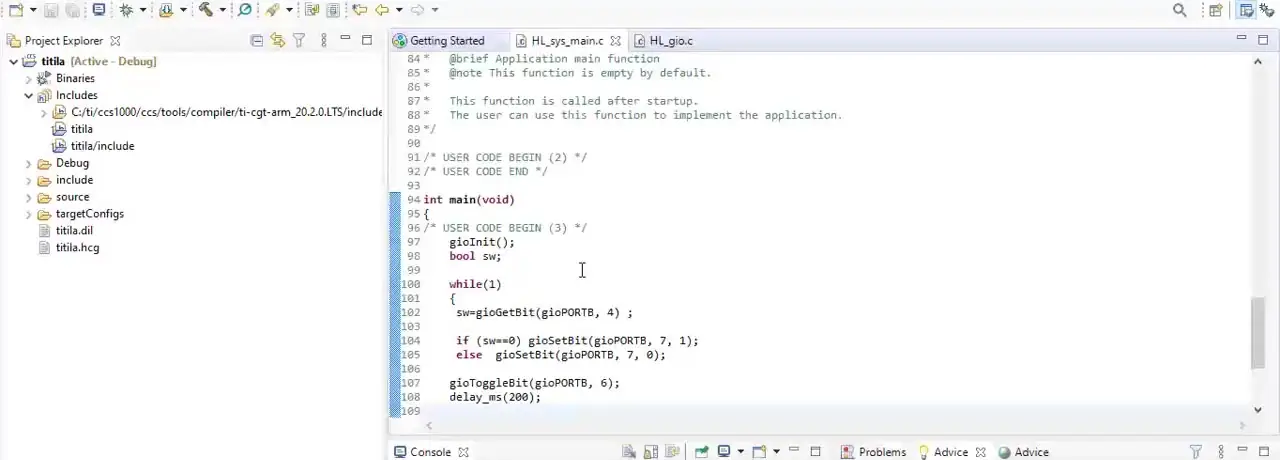 Project Explorer
titila [Active - Debug]
Binaries
Includes
C:/ti/ccs1000/ccs/tools/compiler/ti-cgt-arm_20.2.0.LTS/include
titila
titila/include
Debug
include
source
targetConfigs
titila.dil
titila.hcg
Getting Started
HL_sys_main.c
HL_gio.c
84 *   @brief Application main function
85 *   @note This function is empty by default.
86 *
87 *   This function is called after startup.
88 *   The user can use this function to implement the application.
89 */
90
91 /* USER CODE BEGIN (2) */
92 /* USER CODE END */
93
94 int main(void)
95 {
96 /* USER CODE BEGIN (3) */
97     gioInit();
98     bool sw;
99
100     while(1)
101     {
102      sw=gioGetBit(gioPORTB, 4) ;
103
104      if (sw==0) gioSetBit(gioPORTB, 7, 1);
105      else  gioSetBit(gioPORTB, 7, 0);
106
107     gioToggleBit(gioPORTB, 6);
108     delay_ms(200);
109
Console
Problems
Advice
Advice